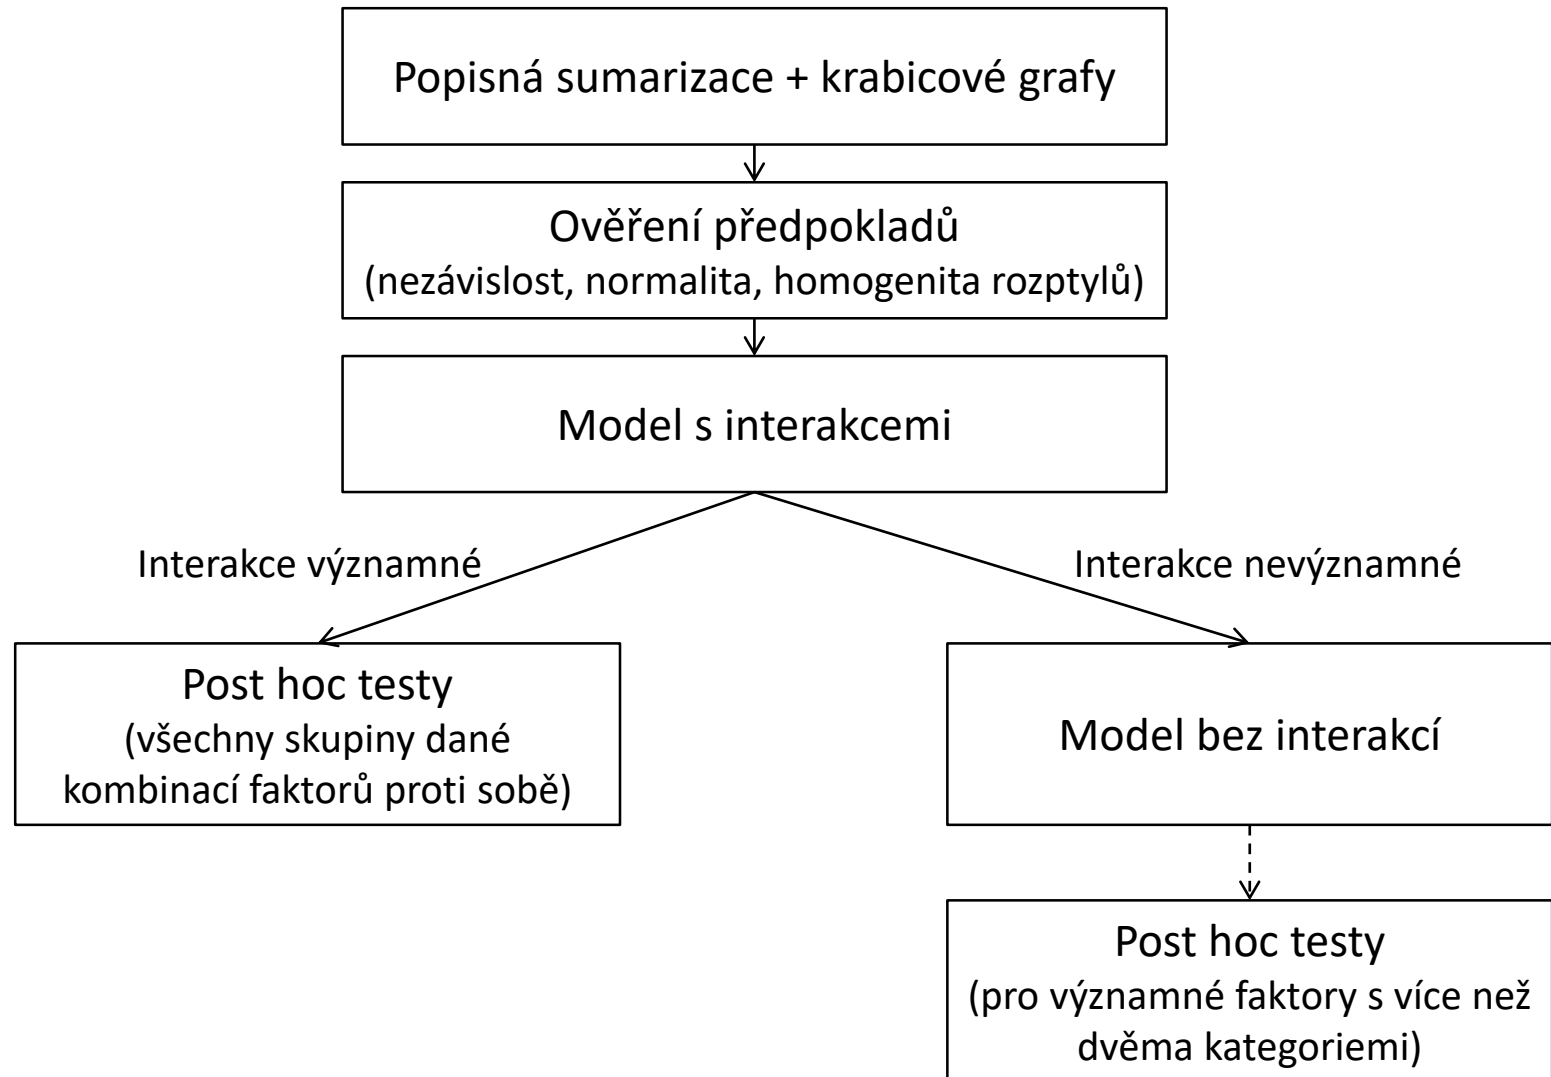 Popisná sumarizace + krabicové grafy
Ověření předpokladů
(nezávislost, normalita, homogenita rozptylů)
Model s interakcemi
Interakce významné
Interakce nevýznamné
Post hoc testy
(všechny skupiny dané
kombinací faktorů proti sobě)
Model bez interakcí
Post hoc testy
(pro významné faktory s více než
dvěma kategoriemi)